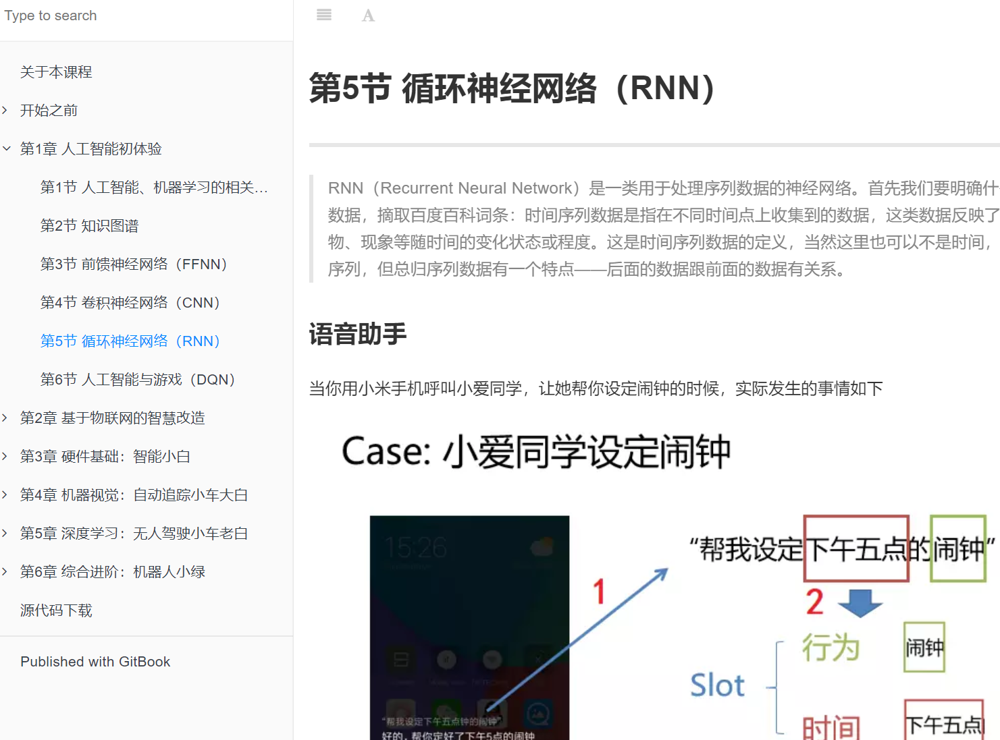 Type to search
关于本课程
开始之前
第1章 人工智能初体验
第1节 人工智能、机器学习的相关…
第2节 知识图谱
第3节 前馈神经网络（FFNN）
第4节 卷积神经网络（CNN）
第5节 循环神经网络（RNN）
第6节 人工智能与游戏（DQN）
第2章 基于物联网的智慧改造
第3章 硬件基础：智能小白
第4章 机器视觉：自动追踪小车大白
第5章 深度学习：无人驾驶小车老白
第6章 综合进阶：机器人小绿
源代码下载
Published with GitBook
A
第5节 循环神经网络（RNN）
RNN（Recurrent Neural Network）是一类用于处理序列数据的神经网络。首先我们要明确什
数据，摘取百度百科词条：时间序列数据是指在不同时间点上收集到的数据，这类数据反映了
物、现象等随时间的变化状态或程度。这是时间序列数据的定义，当然这里也可以不是时间，
序列，但总归序列数据有一个特点——后面的数据跟前面的数据有关系。
语音助手
当你用小米手机呼叫小爱同学，让她帮你设定闹钟的时候，实际发生的事情如下
Case: 小爱同学设定闹钟
15:26
“帮我设定下午五点钟的闹钟”
好的，帮你定好了下午5点的闹钟
1
“帮我设定下午五点的闹钟”
2
Slot
行为
闹钟
时间
下午五点